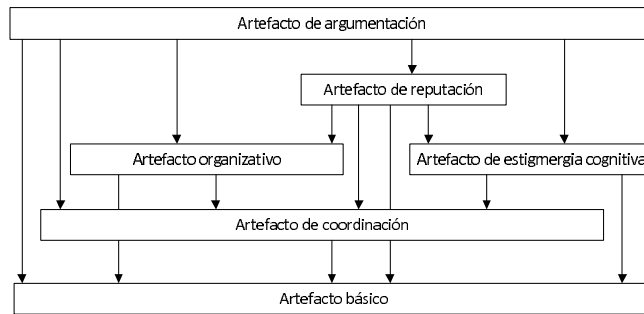 Artefacto de argumentación
Artefacto de reputación
Artefacto organizativo
Artefacto de estigmergia cognitiva
Artefacto de coordinación
Artefacto básico